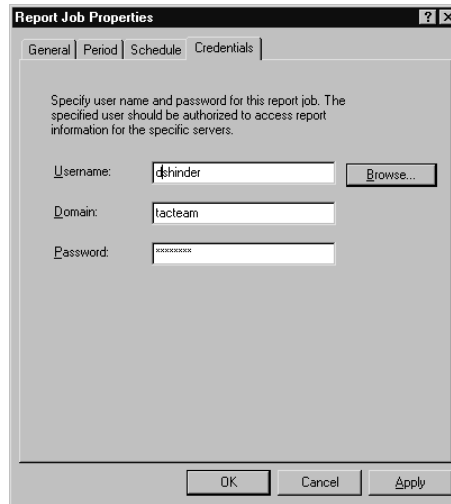 Report Job Properties
General Period Schedule Credentials
Specify user name and password for this report job. The
specified user should be authorized to access report
information for the specific servers.
Username: dshinder Browse...
Domain: tacteam
Password: ××××××××
OK Cancel Apply